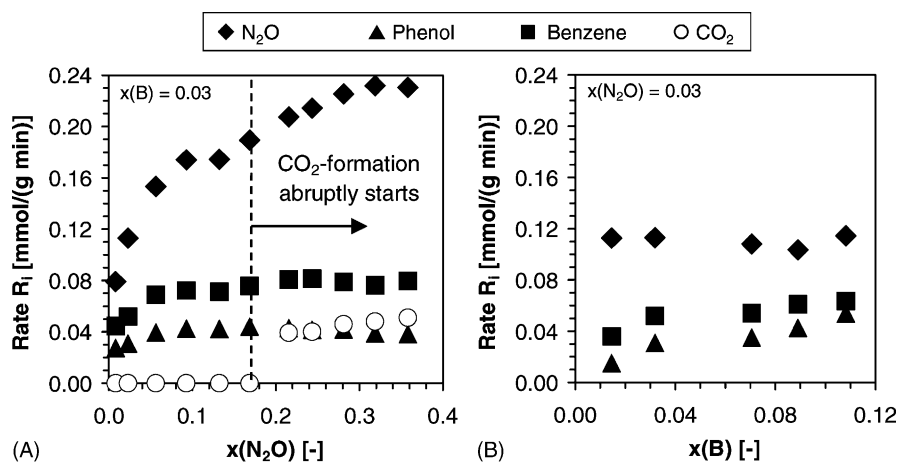 N₂O Phenol Benzene CO₂
x(B) = 0.03
CO₂-formation
abruptly starts
0.24
0.20
0.16
0.12
0.08
0.04
0.00
0.0 0.1 0.2 0.3 0.4
Rate Rᵢ [mmol/(g min)]
(A) x(N₂O) [-]
x(N₂O) = 0.03
0.24
0.20
0.16
0.12
0.08
0.04
0.00
0.00 0.04 0.08 0.12
Rate Rᵢ [mmol/(g min)]
(B) x(B) [-]